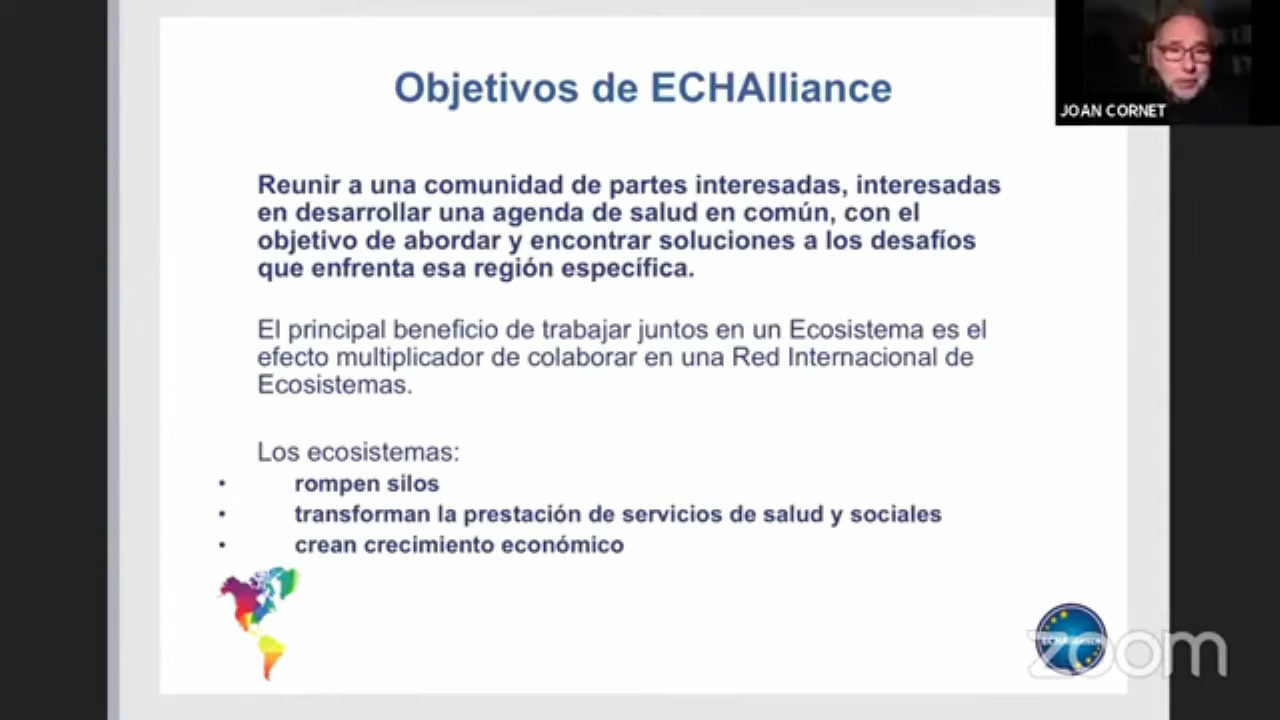 Objetivos de ECHAlliance
JOAN CORNET
Reunir a una comunidad de partes interesadas, interesadas
en desarrollar una agenda de salud en común, con el
objetivo de abordar y encontrar soluciones a los desafíos
que enfrenta esa región específica.
El principal beneficio de trabajar juntos en un Ecosistema es el
efecto multiplicador de colaborar en una Red Internacional de
Ecosistemas.
Los ecosistemas:
• rompen silos
• transforman la prestación de servicios de salud y sociales
• crean crecimiento económico
zoom